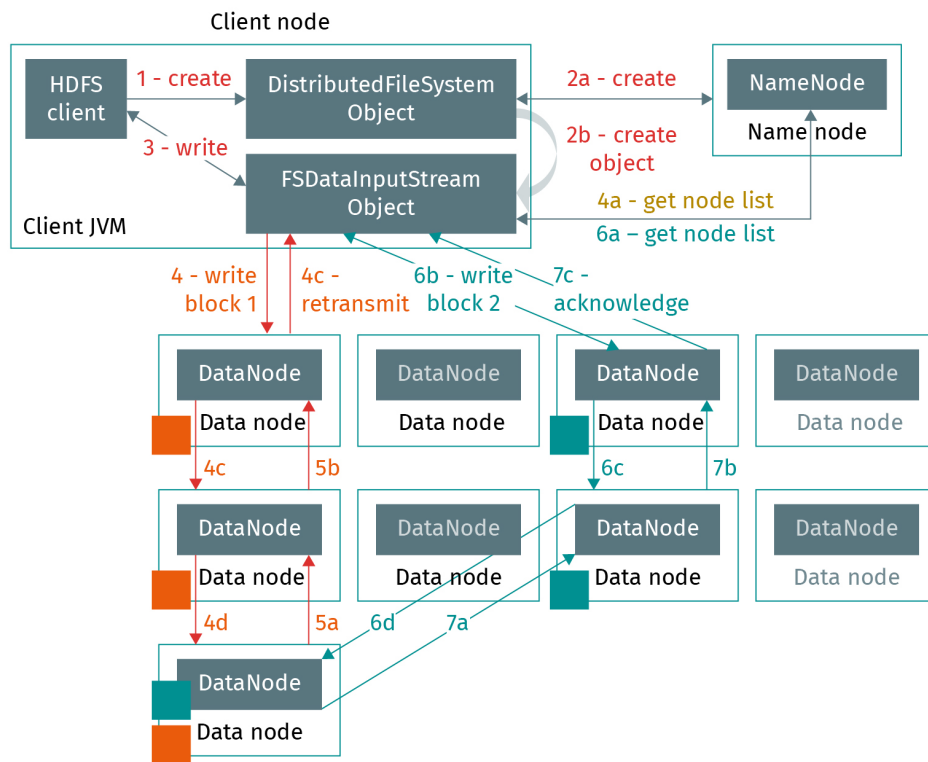 Client node
HDFS
client
1 - create
DistributedFileSystem
Object
2a - create
NameNode
Name node
3 - write
2b - create
object
FSDataInputStream
Object
4a - get node list
6a – get node list
Client JVM
4 - write
block 1
4c -
retransmit
6b - write
block 2
7c -
acknowledge
DataNode
Data node
DataNode
Data node
DataNode
Data node
DataNode
Data node
4c
5b
6c
7b
DataNode
Data node
DataNode
Data node
DataNode
Data node
DataNode
Data node
4d
5a
6d
7a
DataNode
Data node